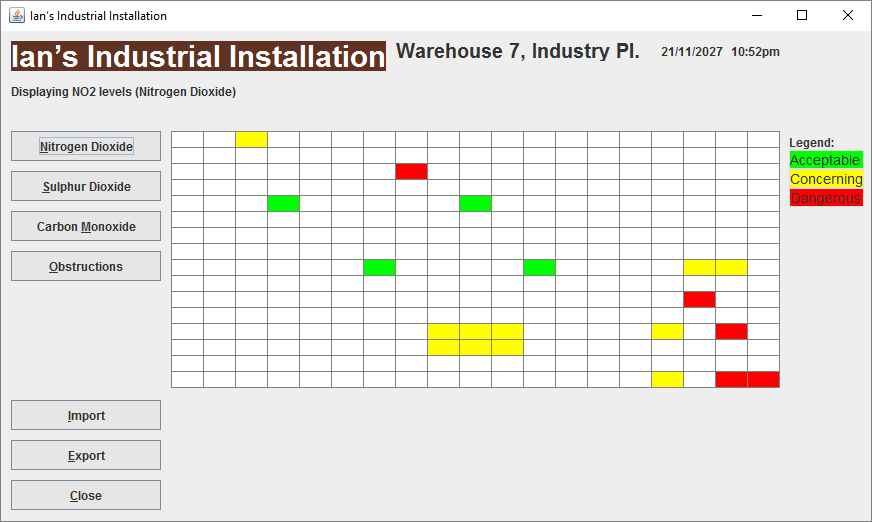 Ian’s Industrial Installation
Ian’s Industrial Installation
Warehouse 7, Industry Pl.
21/11/2027 10:52pm
Displaying NO2 levels (Nitrogen Dioxide)
Nitrogen Dioxide
Sulphur Dioxide
Carbon Monoxide
Obstructions
Import
Export
Close
Legend:
Acceptable
Concerning
Dangerous